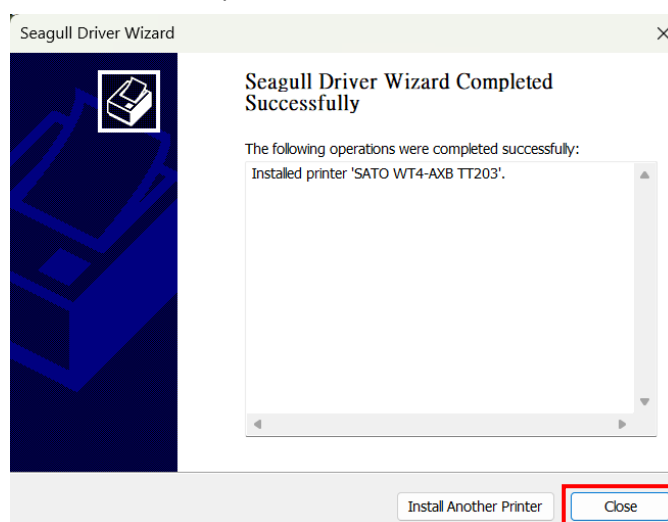 Seagull Driver Wizard
Seagull Driver Wizard Completed
Successfully
The following operations were completed successfully:
Installed printer 'SATO WT4-AXB TT203'.
Install Another Printer
Close